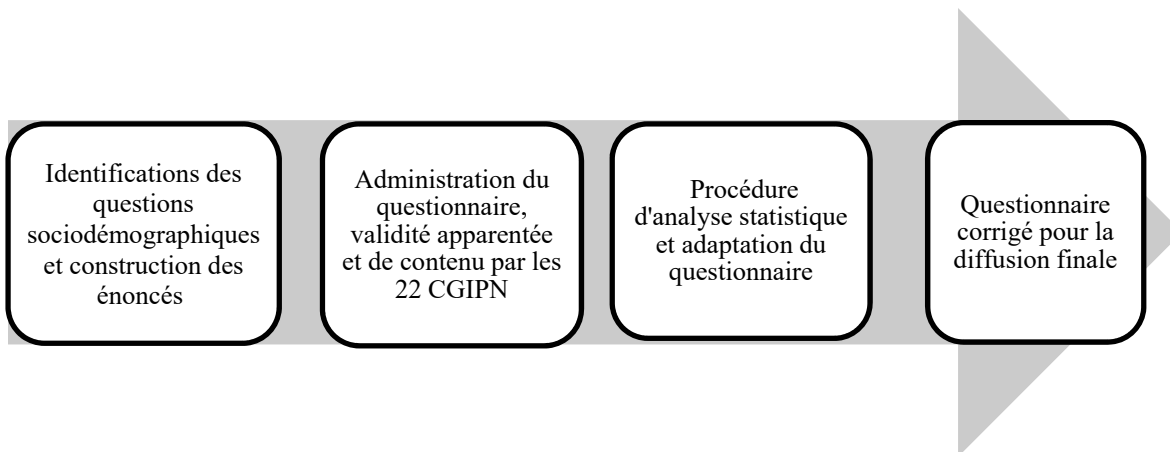 Identifications des
questions
sociodémographiques
et construction des
énoncés
Administration du
questionnaire,
validité apparentée
et de contenu par les
22 CGIPN
Procédure
d'analyse statistique
et adaptation du
questionnaire
Questionnaire
corrigé pour la
diffusion finale